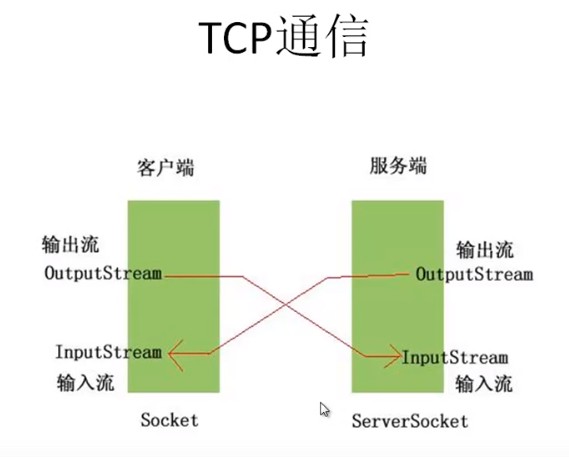 TCP通信
客户端
服务端
输出流
OutputStream
输出流
OutputStream
InputStream
输入流
InputStream
输入流
Socket
ServerSocket